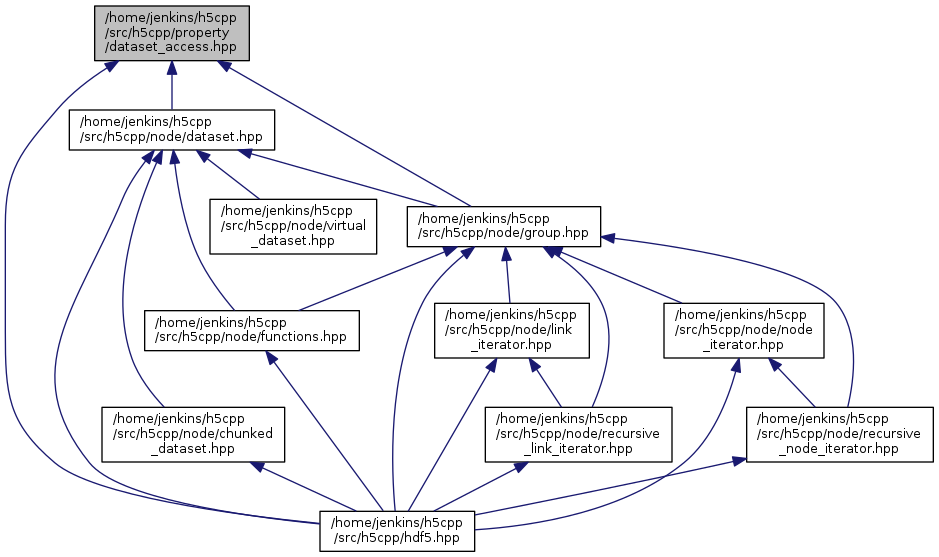 /home/jenkins/h5cpp
/src/h5cpp/property
/dataset_access.hpp
/home/jenkins/h5cpp
/src/h5cpp/node/dataset.hpp
/home/jenkins/h5cpp
/src/h5cpp/node/virtual
_dataset.hpp
/home/jenkins/h5cpp
/src/h5cpp/node/group.hpp
/home/jenkins/h5cpp
/src/h5cpp/node/functions.hpp
/home/jenkins/h5cpp
/src/h5cpp/node/link
_iterator.hpp
/home/jenkins/h5cpp
/src/h5cpp/node/node
_iterator.hpp
/home/jenkins/h5cpp
/src/h5cpp/node/chunked
_dataset.hpp
/home/jenkins/h5cpp
/src/h5cpp/node/recursive
_link_iterator.hpp
/home/jenkins/h5cpp
/src/h5cpp/node/recursive
_node_iterator.hpp
/home/jenkins/h5cpp
/src/h5cpp/hdf5.hpp